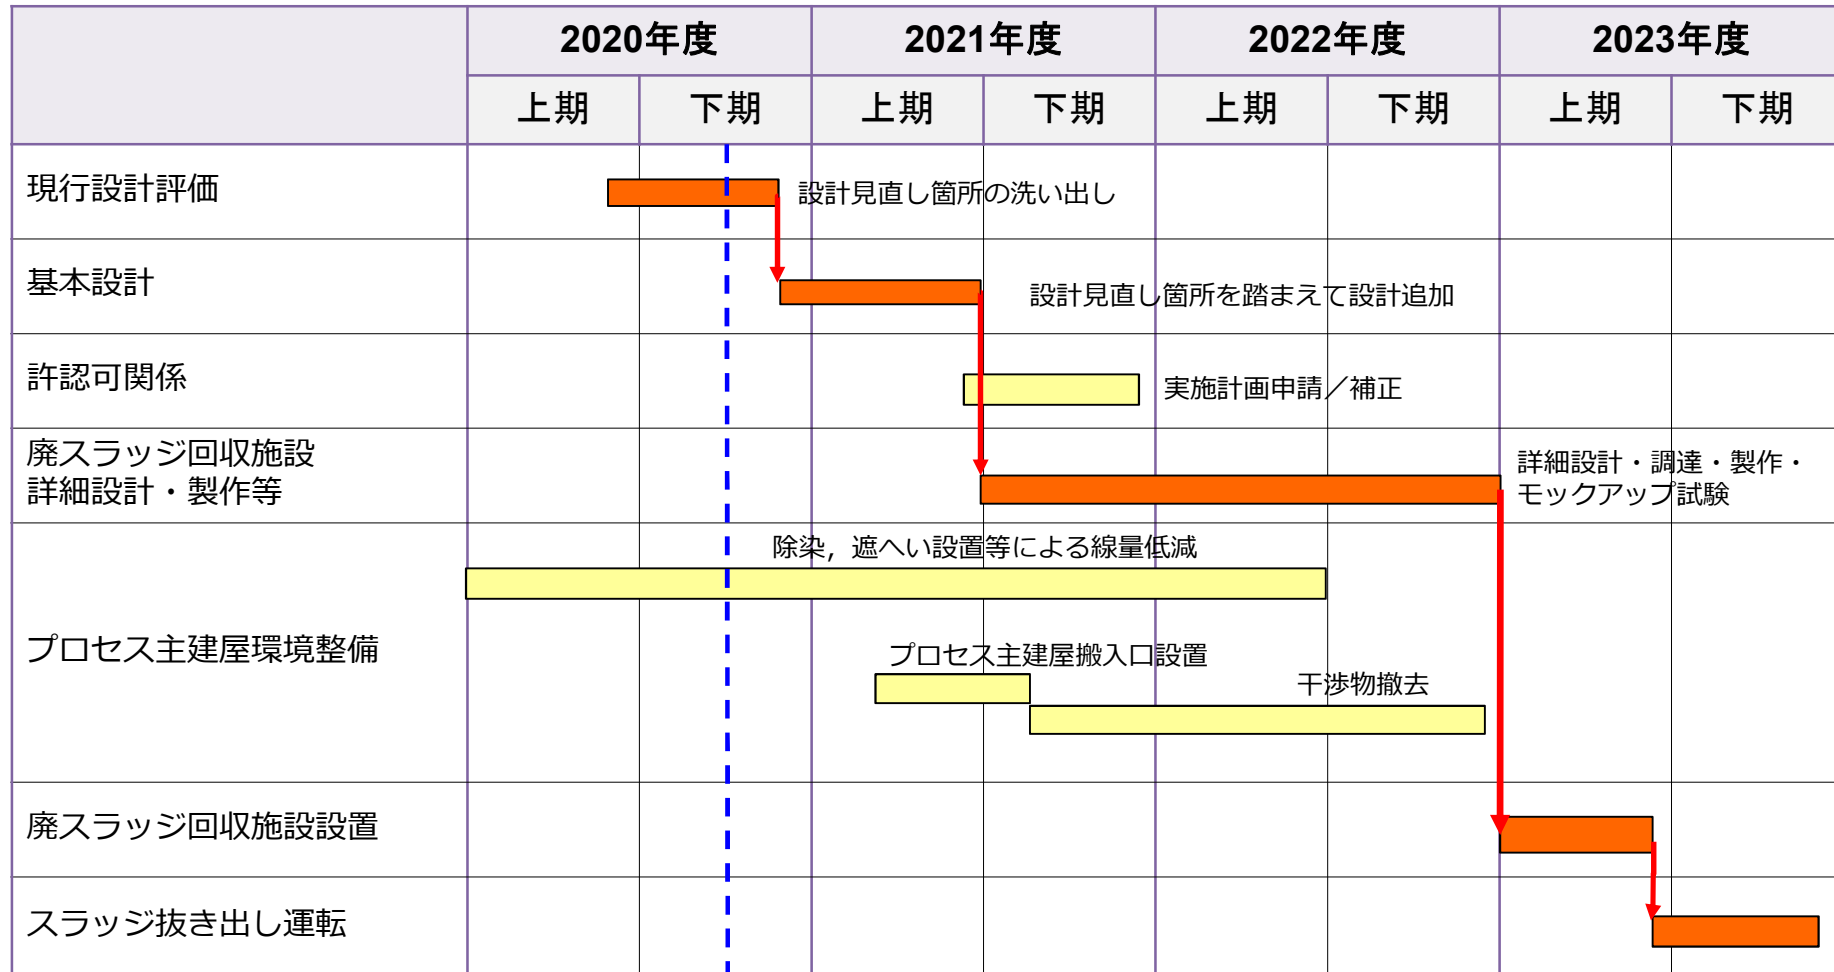 2020年度 2021年度 2022年度 2023年度
上期 下期 上期 下期 上期 下期 上期 下期
現行設計評価
設計見直し箇所の洗い出し
基本設計
設計見直し箇所を踏まえて設計追加
許認可関係
実施計画申請／補正
廃スラッジ回収施設
詳細設計・製作等
詳細設計・調達・製作・
モックアップ試験
プロセス主建屋環境整備
除染，遮へい設置等による線量低減
プロセス主建屋搬入口設置
干渉物撤去
廃スラッジ回収施設設置
スラッジ抜き出し運転